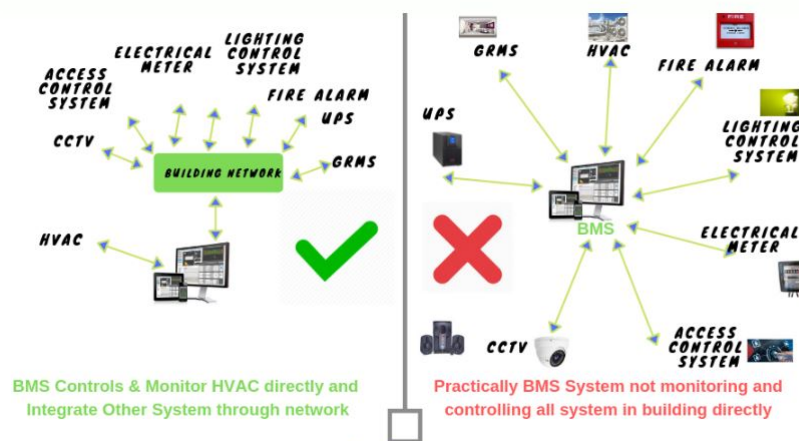 ACCESS
CONTROL
SYSTEM
ELECTRICAL
METER
LIGHTING
CONTROL
SYSTEM
FIRE ALARM
UPS
CCTV
BUILDING NETWORK
GRMS
HVAC
BMS Controls & Monitor HVAC directly and
Integrate Other System through network
GRMS
HVAC
FIRE
FIRE ALARM
UPS
LIGHTING
CONTROL
SYSTEM
BMS
ELECTRICAL
METER
CCTV
ACCESS
CONTROL
SYSTEM
Practically BMS System not monitoring and
controlling all system in building directly